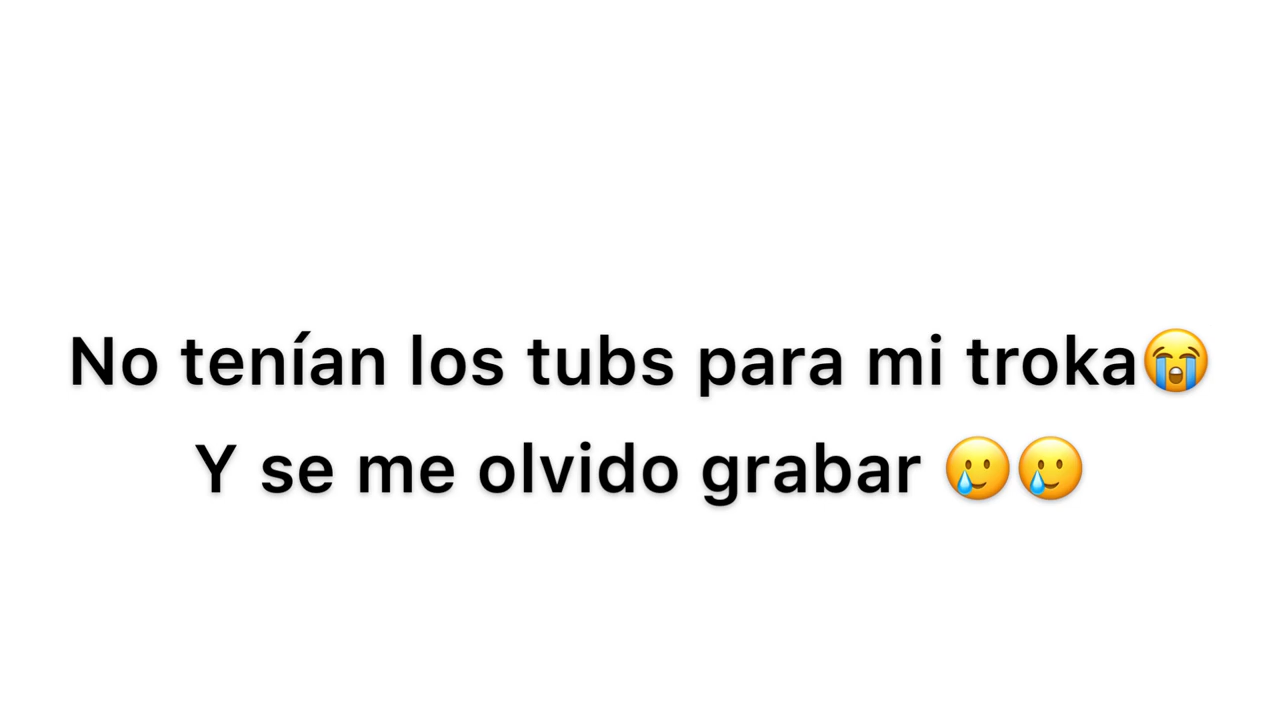 No tenían los tubs para mi troka😭
Y se me olvido grabar 🥲🥲